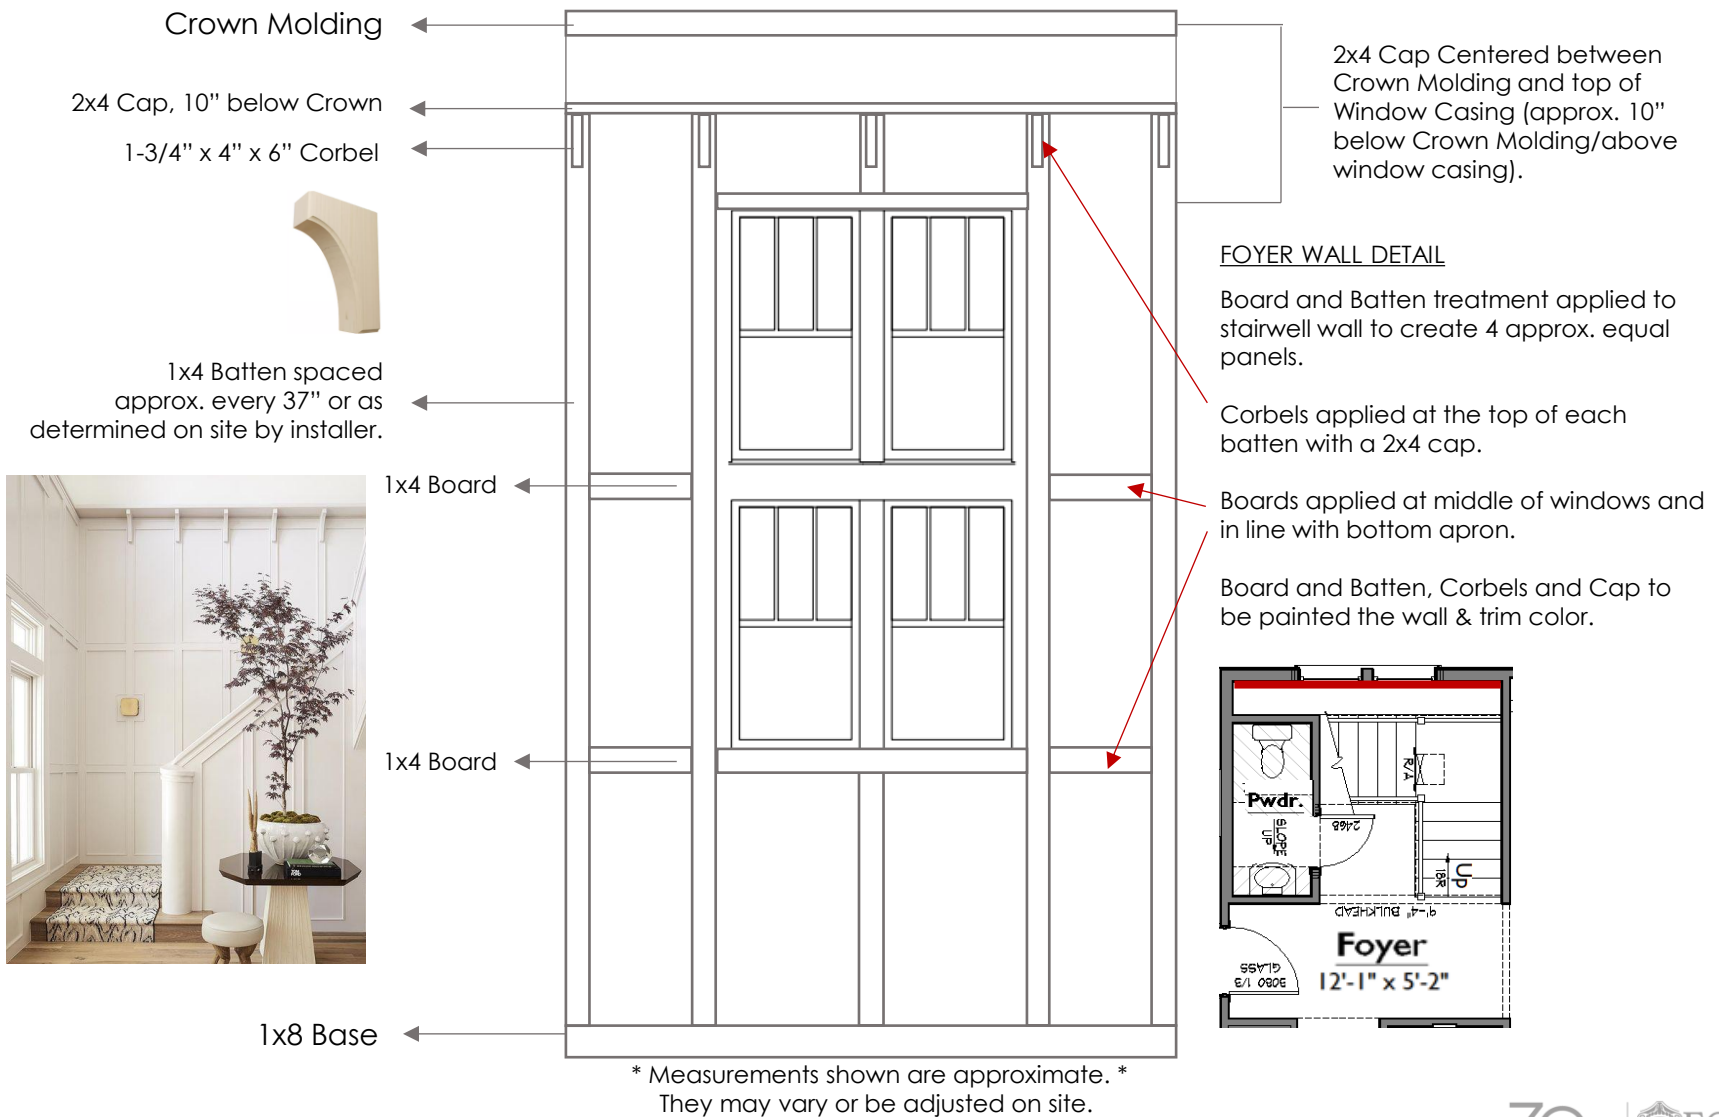 Crown Molding
2x4 Cap, 10” below Crown
1-3/4” x 4” x 6” Corbel
1x4 Batten spaced
approx. every 37” or as
determined on site by installer.
1x4 Board
1x4 Board
1x8 Base
2x4 Cap Centered between
Crown Molding and top of
Window Casing (approx. 10”
below Crown Molding/above
window casing).
FOYER WALL DETAIL
Board and Batten treatment applied to
stairwell wall to create 4 approx. equal
panels.
Corbels applied at the top of each
batten with a 2x4 cap.
Boards applied at middle of windows and
in line with bottom apron.
Board and Batten, Corbels and Cap to
be painted the wall & trim color.
R/A
Pwdr.
2468
SLOPE
UP
UP
18R
9'-4" BULKHEAD
Foyer
12'-1" x 5'-2"
3080 1/3
GLASS
* Measurements shown are approximate. *
They may vary or be adjusted on site.